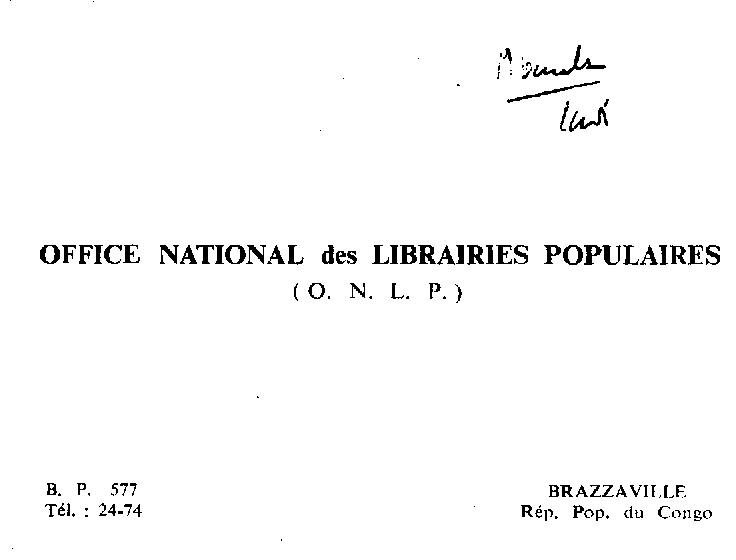 OFFICE NATIONAL des LIBRAIRIES POPULAIRES
( O. N. L. P. )
B. P. 577
Tél. : 24-74
BRAZZAVILLE
Rép. Pop. du Congo